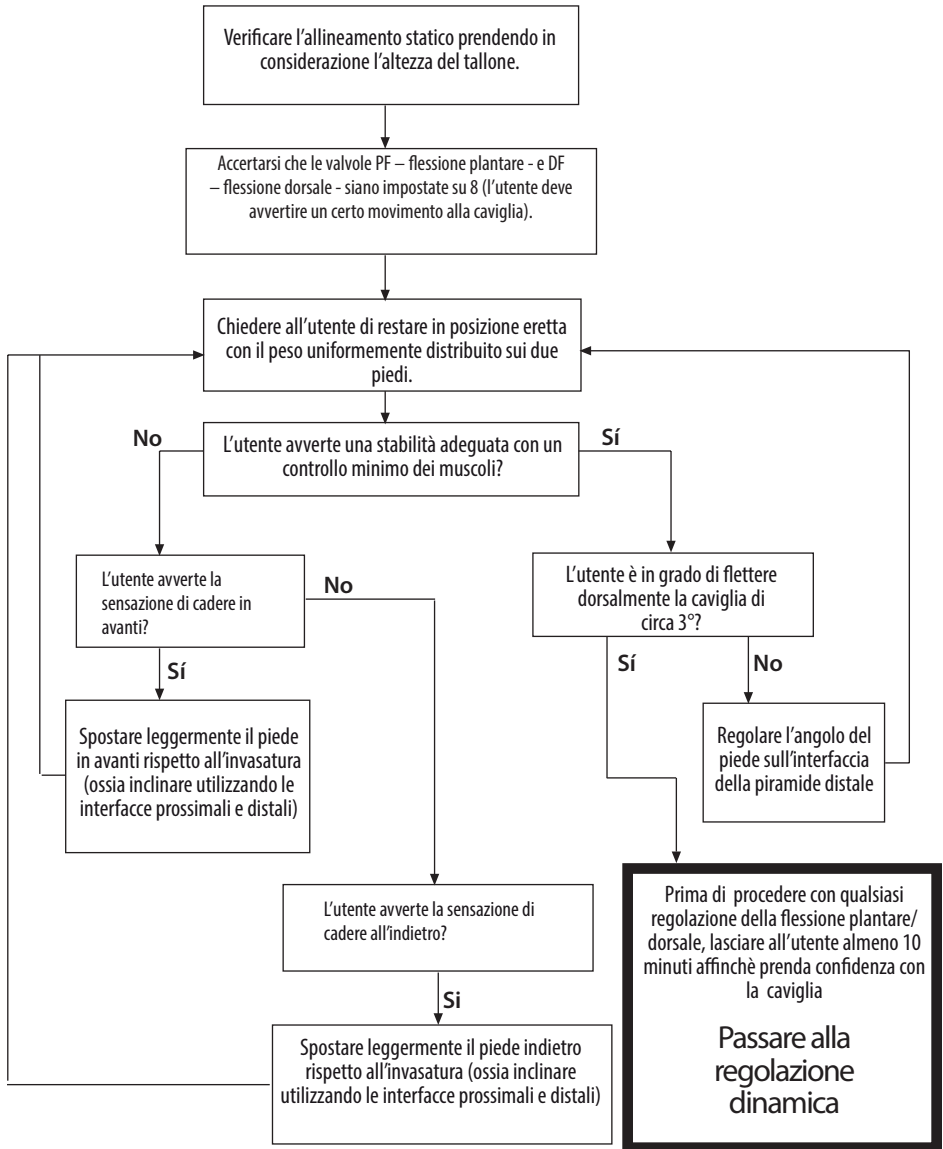 Verificare l'allineamento statico prendendo in
considerazione l'altezza del tallone.
Accertarsi che le valvole PF – flessione plantare - e DF
– flessione dorsale - siano impostate su 8 (l'utente deve
avvertire un certo movimento alla caviglia).
Chiedere all'utente di restare in posizione eretta
con il peso uniformemente distribuito sui due
piedi.
No
L'utente avverte una stabilità adeguata con un
controllo minimo dei muscoli?
Sí
L'utente avverte la
sensazione di cadere in
avanti?
No
L'utente è in grado di flettere
dorsalmente la caviglia di
circa 3°?
Sí
Sí
No
Spostare leggermente il piede
in avanti rispetto all'invasatura
(ossia inclinare utilizzando le
interfacce prossimali e distali)
Regolare l'angolo del
piede sull'interfaccia
della piramide distale
L'utente avverte la sensazione di
cadere all'indietro?
Si
Spostare leggermente il piede indietro
rispetto all'invasatura (ossia inclinare
utilizzando le interfacce prossimali e distali)
Prima di procedere con qualsiasi
regolazione della flessione plantare/
dorsale, lasciare all'utente almeno 10
minuti affinchè prenda confidenza con
la caviglia
Passare alla
regolazione
dinamica